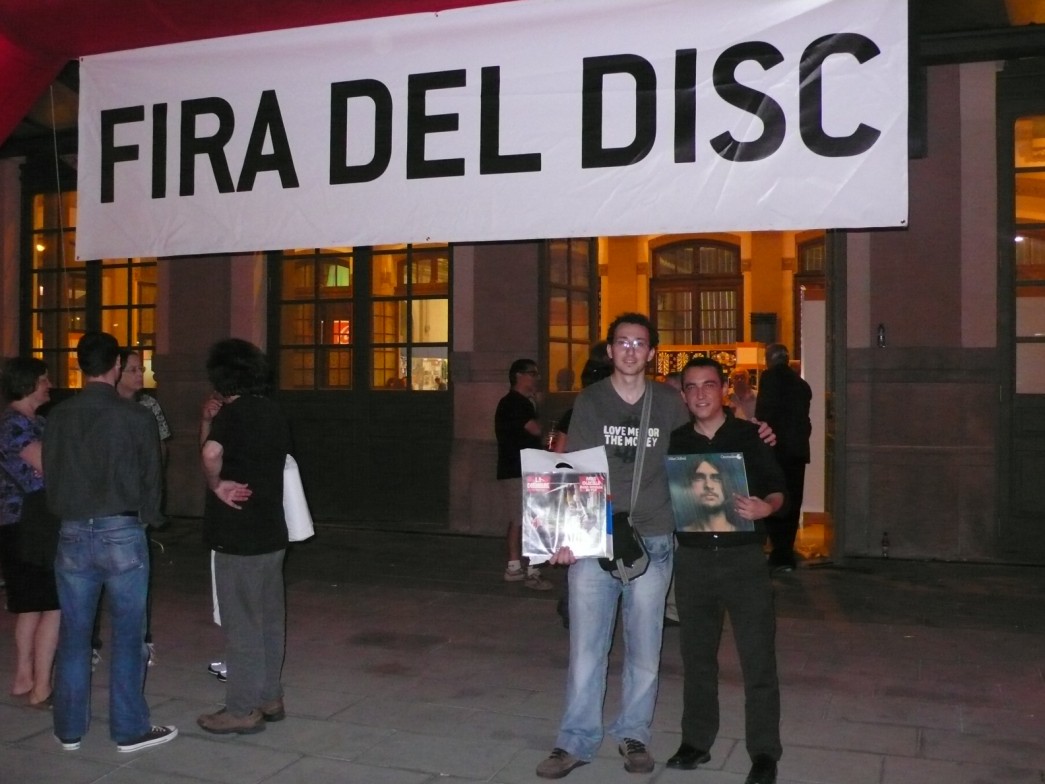 FIRA DEL DISC
LOVE ME FOR
THE MONEY